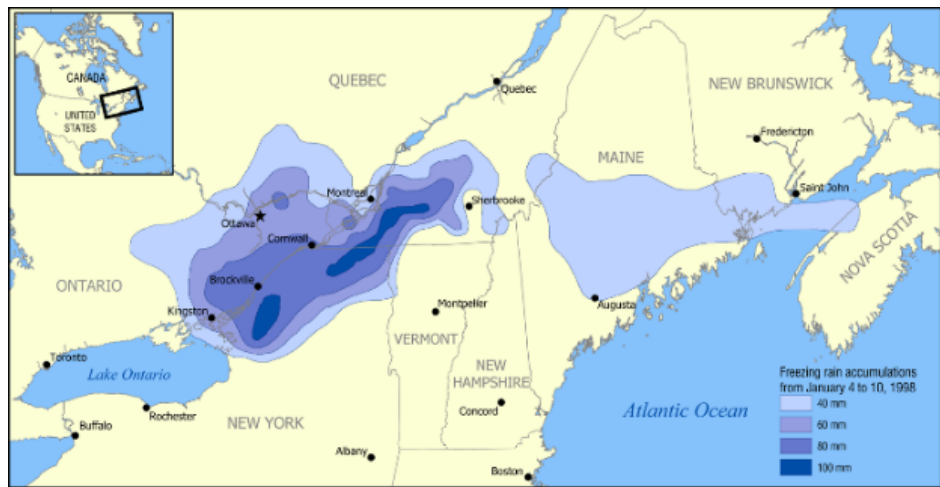 CANADA
UNITED
STATES
QUEBEC
Quebec
NEW BRUNSWICK
Fredericton
MAINE
Saint John
Montreal
Sherbrooke
Ottawa
Cornwall
NOVA SCOTIA
ONTARIO
Brockville
Kingston
Augusta
Montpelier
VERMONT
Toronto
Lake Ontario
NEW
HAMPSHIRE
Rochester
Concord
NEW YORK
Buffalo
Albany
Boston
Atlantic Ocean
Freezing rain accumulations
from January 4 to 10, 1998
40 mm
60 mm
80 mm
100 mm